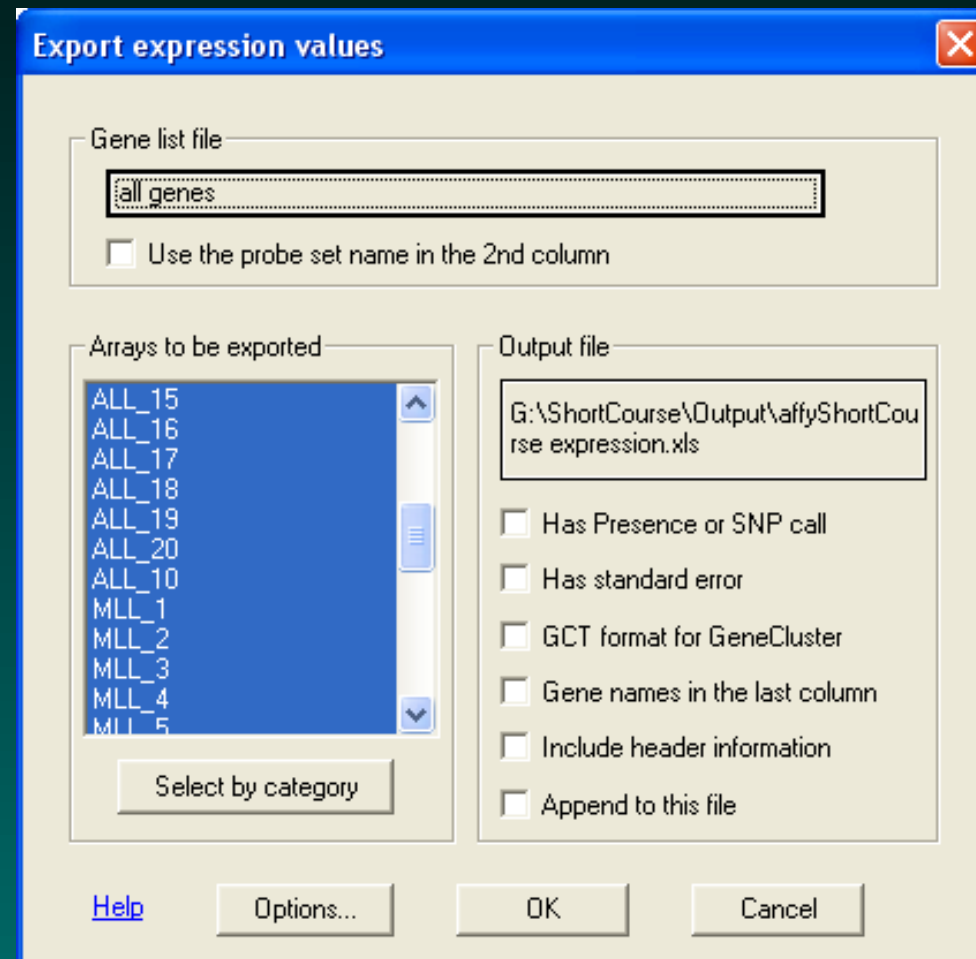 Export expression values
Gene list file
all genes
Use the probe set name in the 2nd column
Arrays to be exported
ALL_15
ALL_16
ALL_17
ALL_18
ALL_19
ALL_20
ALL_10
MLL_1
MLL_2
MLL_3
MLL_4
MLL_5
Select by category
Output file
G:\ShortCourse\Output\affyShortCou
rse expression.xls
Has Presence or SNP call
Has standard error
GCT format for GeneCluster
Gene names in the last column
Include header information
Append to this file
Help
Options...
OK
Cancel